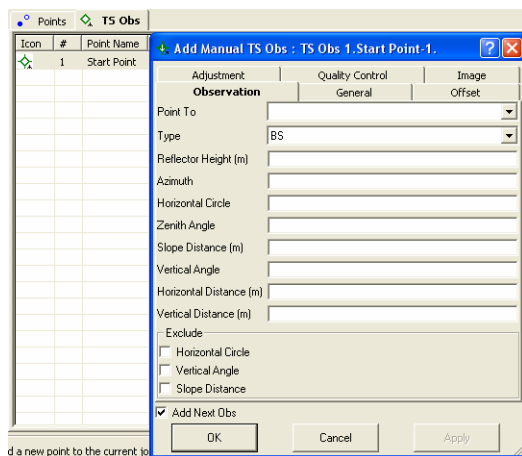 Points TS Obs
Icon # Point Name
1 Start Point
Add Manual TS Obs : TS Obs 1.Start Point-1.
Adjustment Quality Control Image
Observation General Offset
Point To
Type BS
Reflector Height (m)
Azimuth
Horizontal Circle
Zenith Angle
Slope Distance (m)
Vertical Angle
Horizontal Distance (m)
Vertical Distance (m)
Exclude
Horizontal Circle
Vertical Angle
Slope Distance
Add Next Obs
OK Cancel Apply
d a new point to the current jo